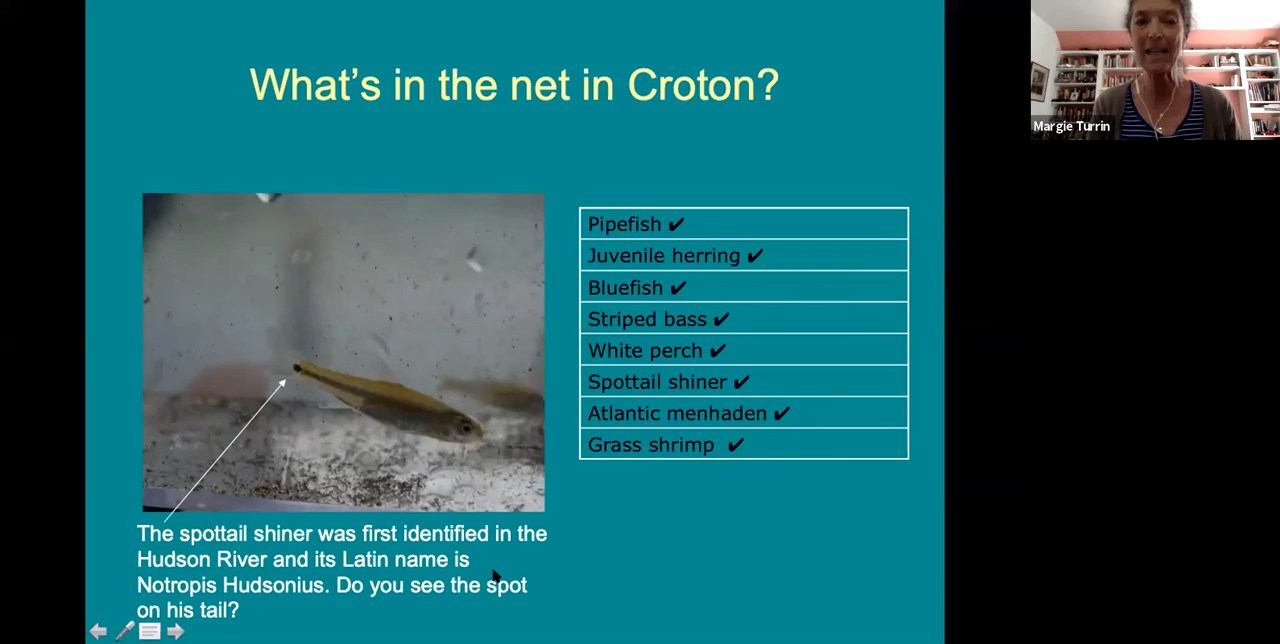 What's in the net in Croton?
Margie Turrin
Pipefish ✔
Juvenile herring ✔
Bluefish ✔
Striped bass ✔
White perch ✔
Spottail shiner ✔
Atlantic menhaden ✔
Grass shrimp ✔
The spottail shiner was first identified in the
Hudson River and its Latin name is
Notropis Hudsonius. Do you see the spot
on his tail?